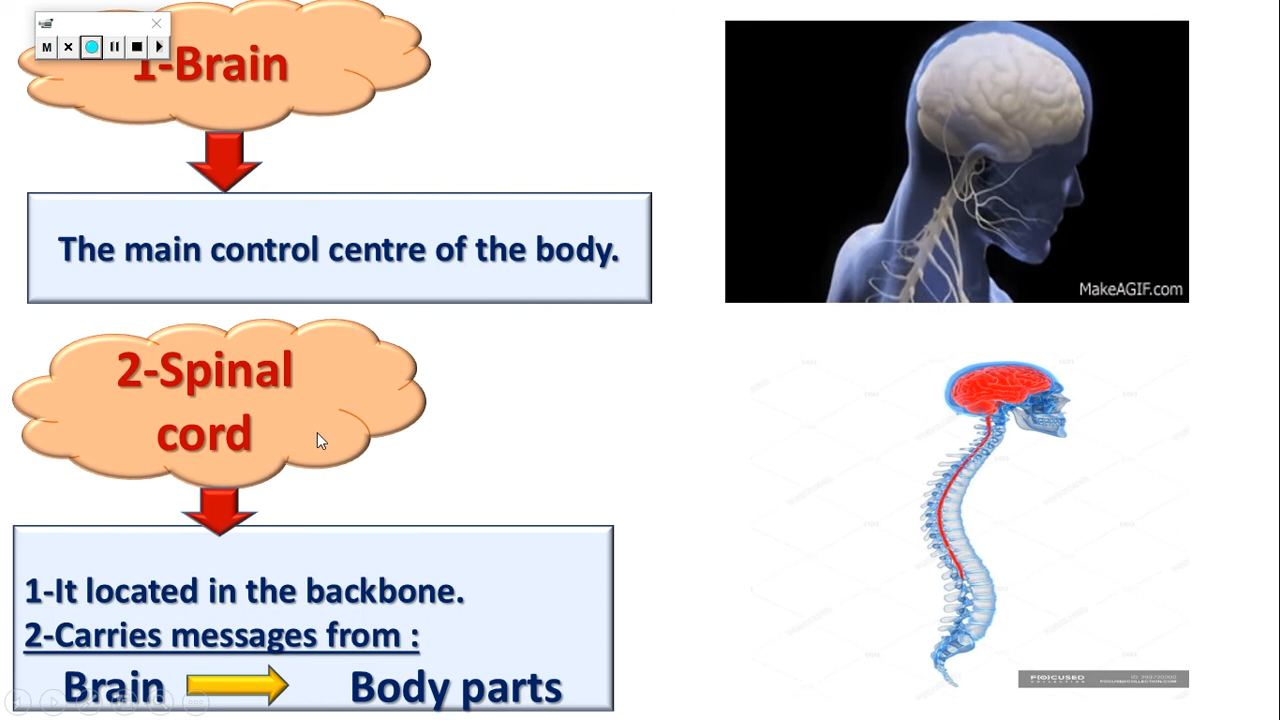 M
1-Brain
The main control centre of the body.
MakeAGIF.com
2-Spinal
cord
1-It located in the backbone.
2-Carries messages from :
Brain Body parts
FOCUSED